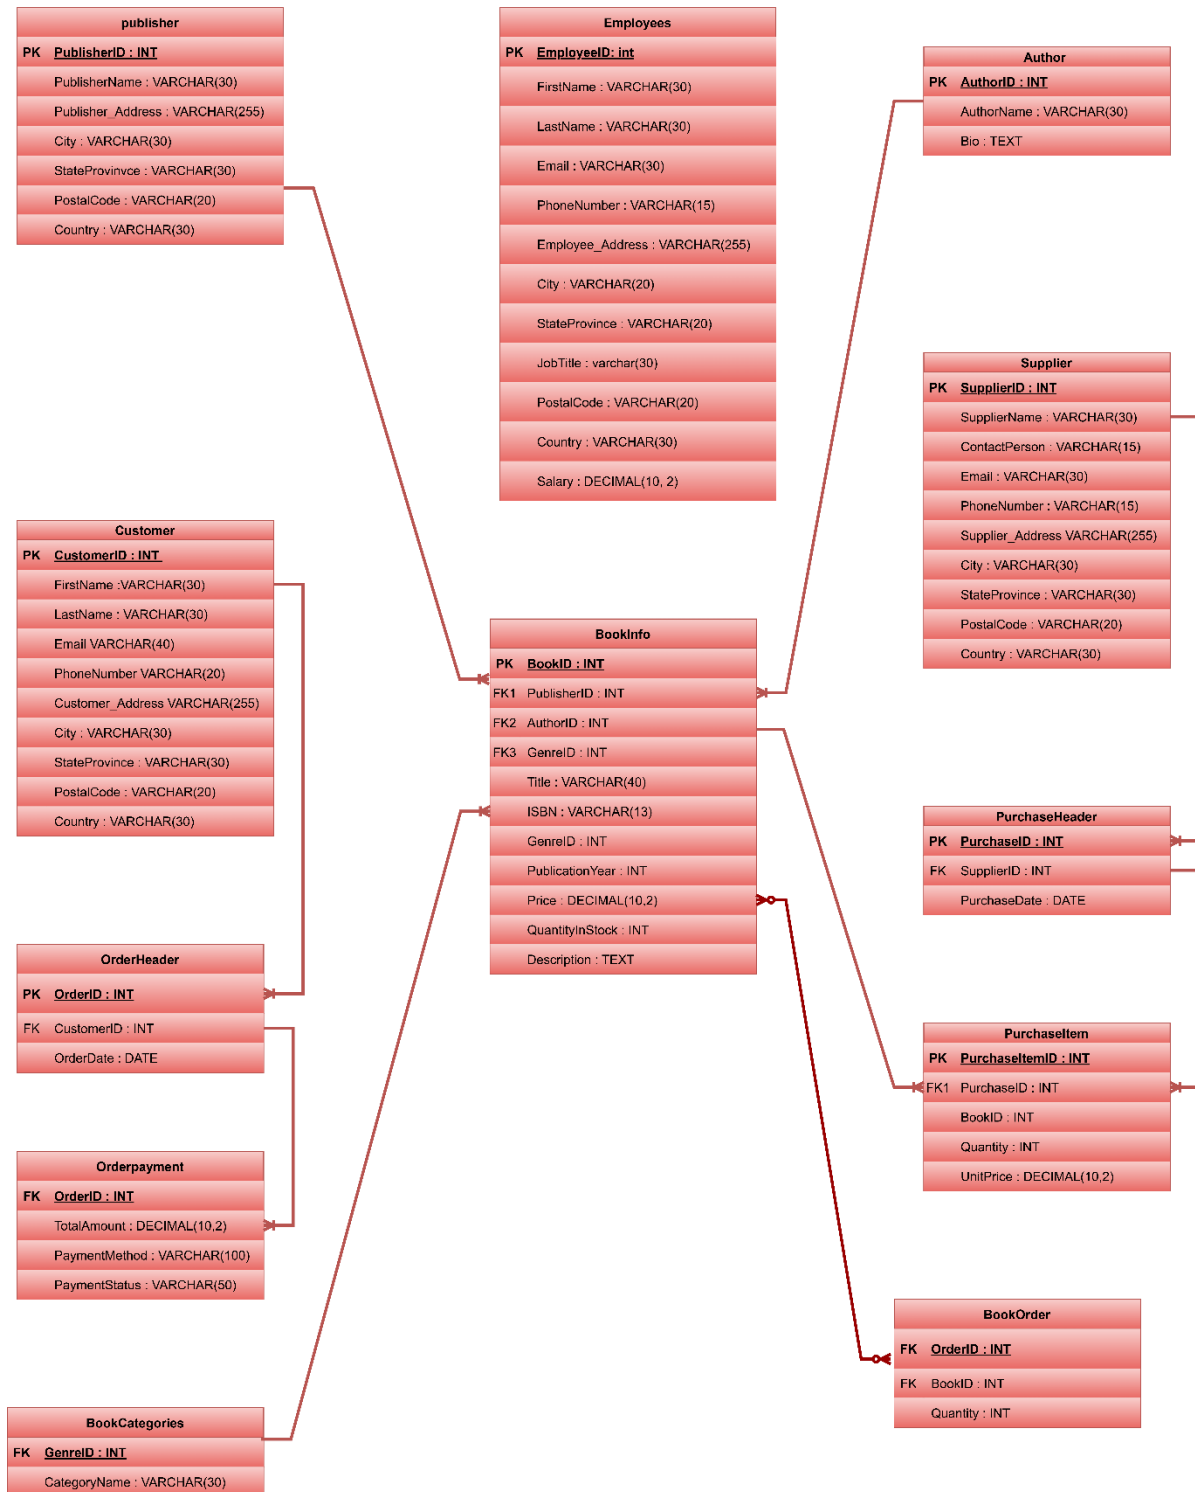 publisher
PK PublisherID : INT
PublisherName : VARCHAR(30)
Publisher_Address : VARCHAR(255)
City : VARCHAR(30)
StateProvinvce : VARCHAR(30)
PostalCode : VARCHAR(20)
Country : VARCHAR(30)
Employees
PK EmployeeID: int
FirstName : VARCHAR(30)
LastName : VARCHAR(30)
Email : VARCHAR(30)
PhoneNumber : VARCHAR(15)
Employee_Address : VARCHAR(255)
City : VARCHAR(20)
StateProvince : VARCHAR(20)
JobTitle : varchar(30)
PostalCode : VARCHAR(20)
Country : VARCHAR(30)
Salary : DECIMAL(10, 2)
Author
PK AuthorID : INT
AuthorName : VARCHAR(30)
Bio : TEXT
Supplier
PK SupplierID : INT
SupplierName : VARCHAR(30)
ContactPerson : VARCHAR(15)
Email : VARCHAR(30)
PhoneNumber : VARCHAR(15)
Supplier_Address VARCHAR(255)
City : VARCHAR(30)
StateProvince : VARCHAR(30)
PostalCode : VARCHAR(20)
Country : VARCHAR(30)
Customer
PK CustomerID : INT
FirstName :VARCHAR(30)
LastName : VARCHAR(30)
Email VARCHAR(40)
PhoneNumber VARCHAR(20)
Customer_Address VARCHAR(255)
City : VARCHAR(30)
StateProvince : VARCHAR(30)
PostalCode : VARCHAR(20)
Country : VARCHAR(30)
BookInfo
PK BookID : INT
FK1 PublisherID : INT
FK2 AuthorID : INT
FK3 GenreID : INT
Title : VARCHAR(40)
ISBN : VARCHAR(13)
GenreID : INT
PublicationYear : INT
Price : DECIMAL(10,2)
QuantityInStock : INT
Description : TEXT
PurchaseHeader
PK PurchaseID : INT
FK SupplierID : INT
PurchaseDate : DATE
OrderHeader
PK OrderID : INT
FK CustomerID : INT
OrderDate : DATE
PurchaseItem
PK PurchaseItemID : INT
FK1 PurchaseID : INT
BookID : INT
Quantity : INT
UnitPrice : DECIMAL(10,2)
Orderpayment
FK OrderID : INT
TotalAmount : DECIMAL(10,2)
PaymentMethod : VARCHAR(100)
PaymentStatus : VARCHAR(50)
BookOrder
FK OrderID : INT
FK BookID : INT
Quantity : INT
BookCategories
FK GenreID : INT
CategoryName : VARCHAR(30)